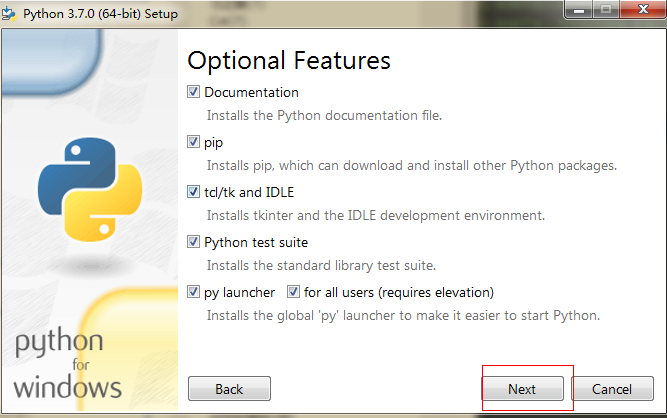 Python 3.7.0 (64-bit) Setup
Optional Features
Documentation
Installs the Python documentation file.
pip
Installs pip, which can download and install other Python packages.
tcl/tk and IDLE
Installs tkinter and the IDLE development environment.
Python test suite
Installs the standard library test suite.
py launcher for all users (requires elevation)
Installs the global 'py' launcher to make it easier to start Python.
python
for
windows
Back Next Cancel